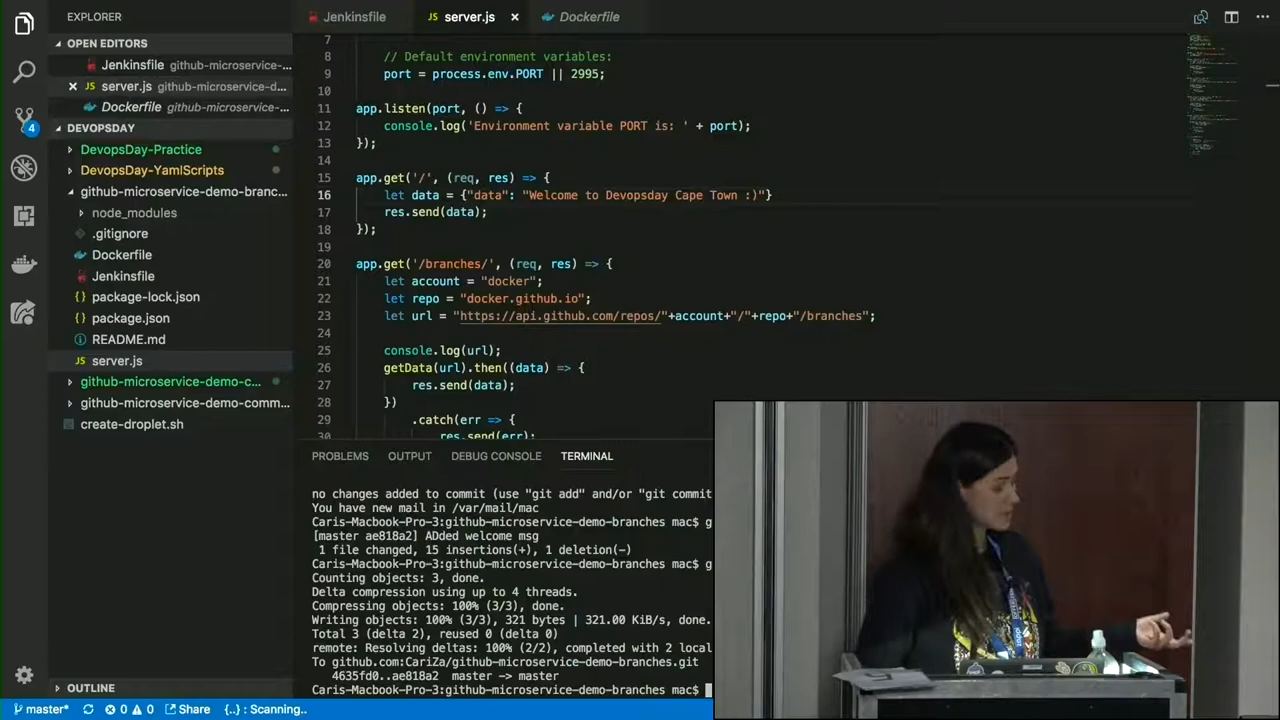 EXPLORER
OPEN EDITORS
Jenkinsfile github-microservice-...
server.js github-microservice-d...
Dockerfile github-microservice-...
DEVOPSDAY
DevopsDay-Practice
DevopsDay-YamlScripts
github-microservice-demo-branc...
node_modules
.gitignore
Dockerfile
Jenkinsfile
package-lock.json
package.json
README.md
server.js
github-microservice-demo-c...
github-microservice-demo-comm...
create-droplet.sh
OUTLINE
4
Jenkinsfile
JS server.js
Dockerfile
7
8 // Default environment variables:
9 port = process.env.PORT || 2995;
10
11 app.listen(port, () => {
12 console.log('Environment variable PORT is: ' + port);
13 });
14
15 app.get('/', (req, res) => {
16 let data = {"data": "Welcome to Devopsday Cape Town :)"}
17 res.send(data);
18 });
19
20 app.get('/branches/', (req, res) => {
21 let account = "docker";
22 let repo = "docker.github.io";
23 let url = "https://api.github.com/repos/"+account+"/"+repo+"/branches";
24
25 console.log(url);
26 getData(url).then((data) => {
27 res.send(data);
28 })
29 .catch(err => {
30 res.send(err);
PROBLEMS OUTPUT DEBUG CONSOLE TERMINAL
no changes added to commit (use "git add" and/or "git commit
You have new mail in /var/mail/mac
Caris-Macbook-Pro-3:github-microservice-demo-branches mac$ g
[master ae818a2] ADded welcome msg
1 file changed, 15 insertions(+), 1 deletion(-)
Caris-Macbook-Pro-3:github-microservice-demo-branches mac$ g
Counting objects: 3, done.
Delta compression using up to 4 threads.
Compressing objects: 100% (3/3), done.
Writing objects: 100% (3/3), 321 bytes | 321.00 KiB/s, done.
Total 3 (delta 2), reused 0 (delta 0)
remote: Resolving deltas: 100% (2/2), completed with 2 local
To github.com:CariZa/github-microservice-demo-branches.git
4635fd0..ae818a2 master -> master
Caris-Macbook-Pro-3:github-microservice-demo-branches mac$
master* 0 0 Share {..} : Scanning..